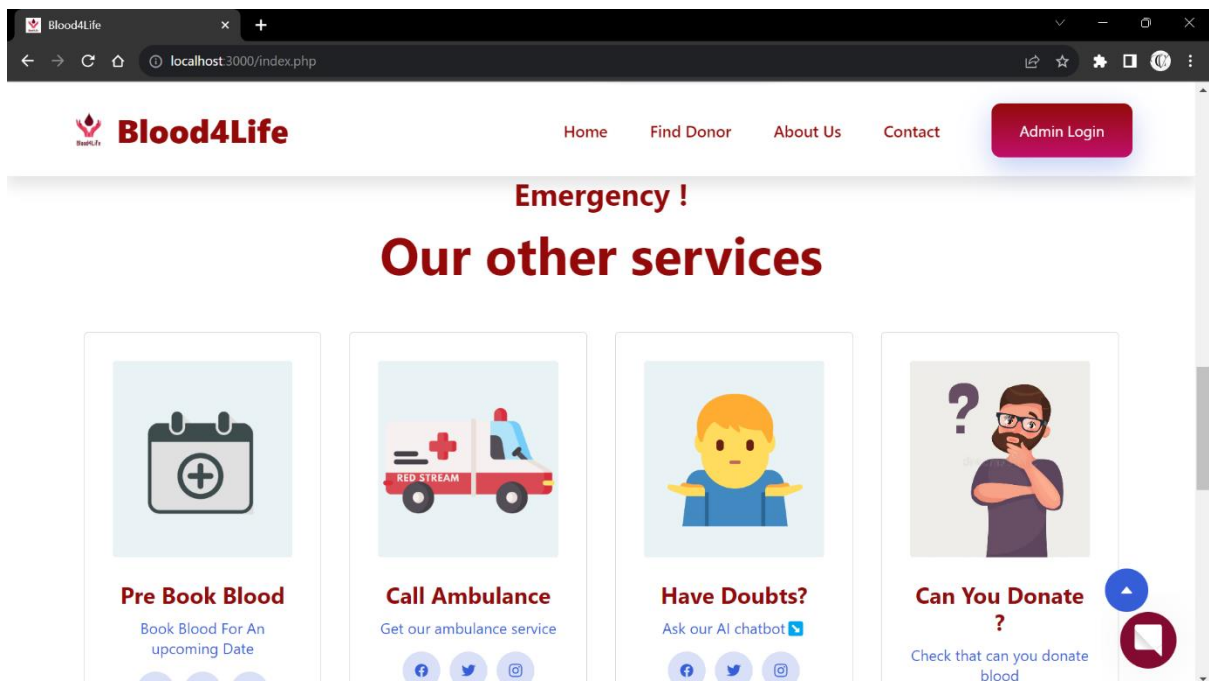 Blood4Life
localhost:3000/index.php
Blood4Life
Home
Find Donor
About Us
Contact
Admin Login
Emergency !
Our other services
RED STREAM
?
Pre Book Blood
Book Blood For An
upcoming Date
Call Ambulance
Get our ambulance service
Have Doubts?
Ask our AI chatbot
Can You Donate
?
Check that can you donate
blood